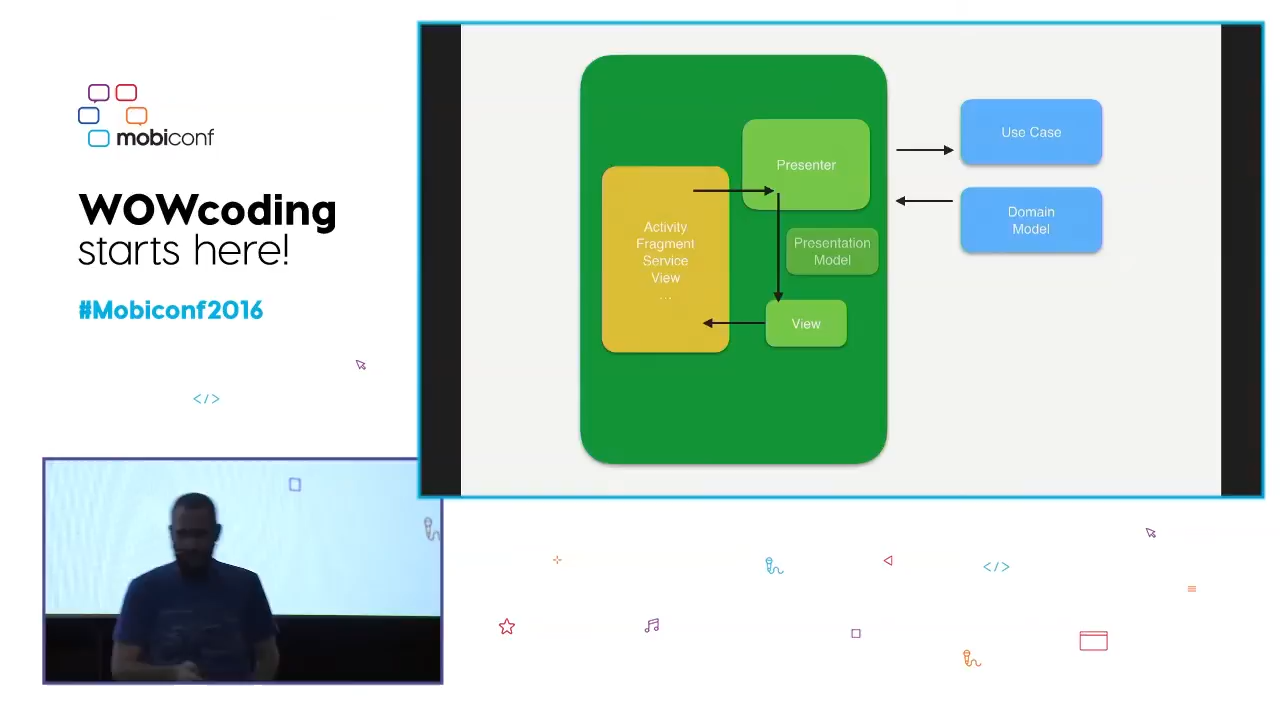 mobiconf
WOWcoding
starts here!
#Mobiconf2016
</>
Presenter
Activity
Fragment
Service
View
...
Presentation
Model
View
Use Case
Domain
Model
</>